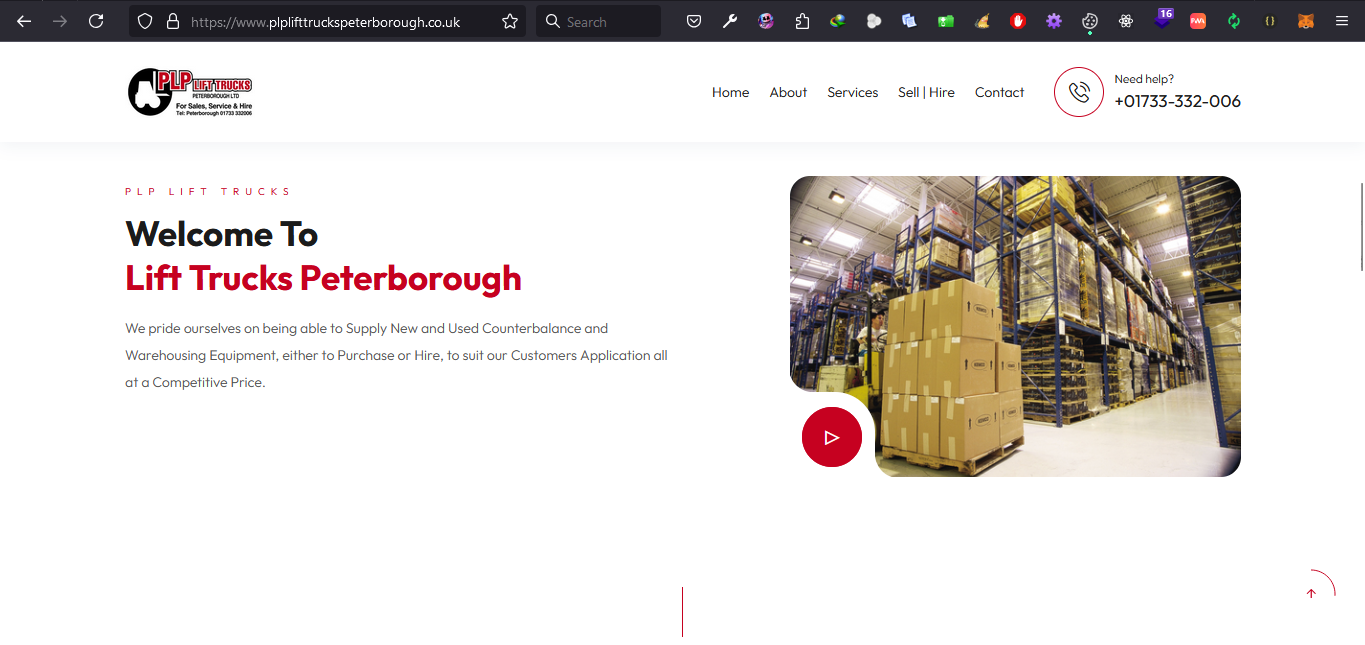 https://www.plplifttruckspeterborough.co.uk
Search
16
PLP LIFT TRUCKS
PETERBOROUGH LTD
For Sales, Service & Hire
Tel: Peterborough 01733 332006
Home
About
Services
Sell | Hire
Contact
Need help?
+01733-332-006
PLP LIFT TRUCKS
Welcome To
Lift Trucks Peterborough
We pride ourselves on being able to Supply New and Used Counterbalance and
Warehousing Equipment, either to Purchase or Hire, to suit our Customers Application all
at a Competitive Price.